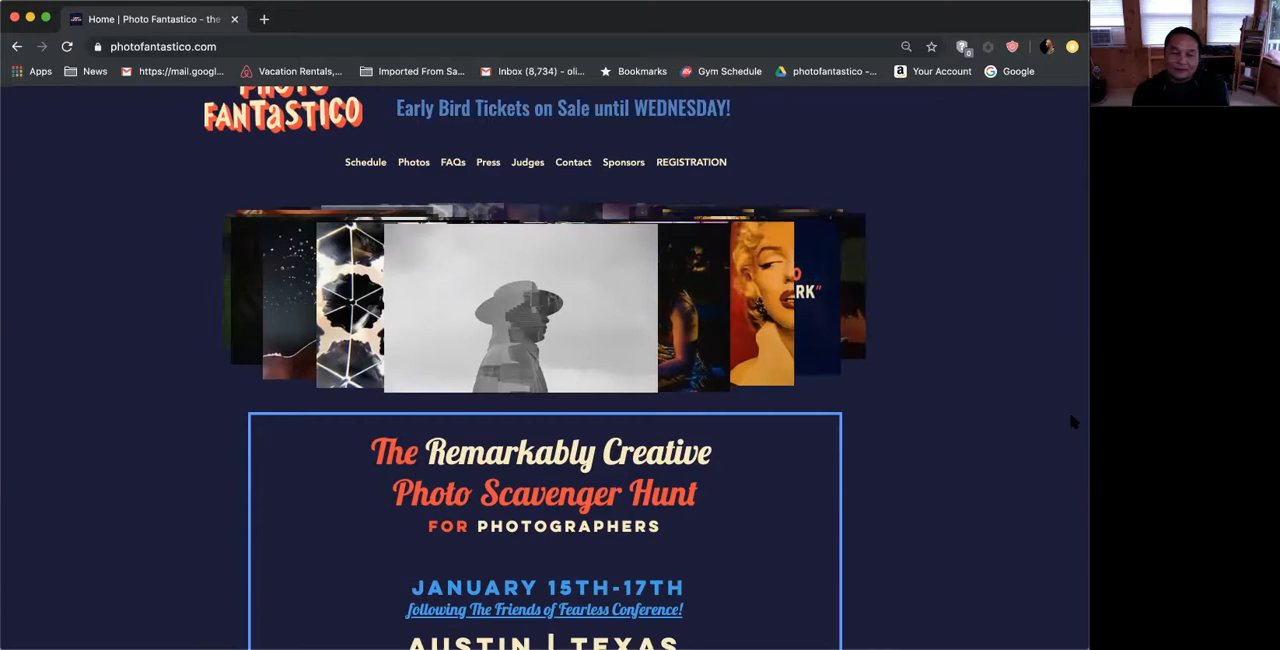 Home | Photo Fantastico - the
photofantastico.com
0
Apps
News
https://mail.googl...
Vacation Rentals,...
Imported From Sa...
Inbox (8,734) - oli...
Bookmarks
Gym Schedule
photofantastico -...
Your Account
Google
PHOTO
FANTaSTICO
Early Bird Tickets on Sale until WEDNESDAY!
Schedule
Photos
FAQs
Press
Judges
Contact
Sponsors
REGISTRATION
RK"
The Remarkably Creative
Photo Scavenger Hunt
FOR PHOTOGRAPHERS
JANUARY 15TH-17TH
following The Friends of Fearless Conference!
AUSTIN | TEXAS